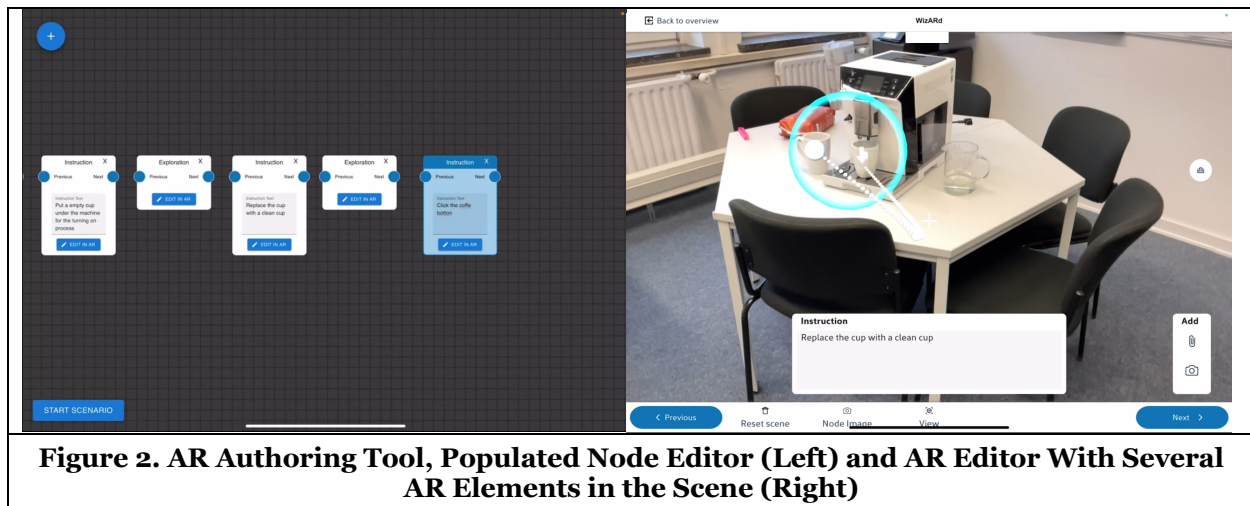 +
Instruction X
Previous Next
Instruction Text
Put a empty cup
under the machine
for the turning on
process
EDIT IN AR
Exploration X
Previous Next
EDIT IN AR
Instruction X
Previous Next
Instruction Text
Replace the cup
with a clean cup
EDIT IN AR
Exploration X
Previous Next
EDIT IN AR
Instruction X
Previous Next
Instruction Text
Click the coffe
botton
EDIT IN AR
START SCENARIO
Back to overview
WizARd
Instruction
Replace the cup with a clean cup
Add
< Previous
Reset scene
Node Image
View
Next >
Figure 2. AR Authoring Tool, Populated Node Editor (Left) and AR Editor With Several
AR Elements in the Scene (Right)